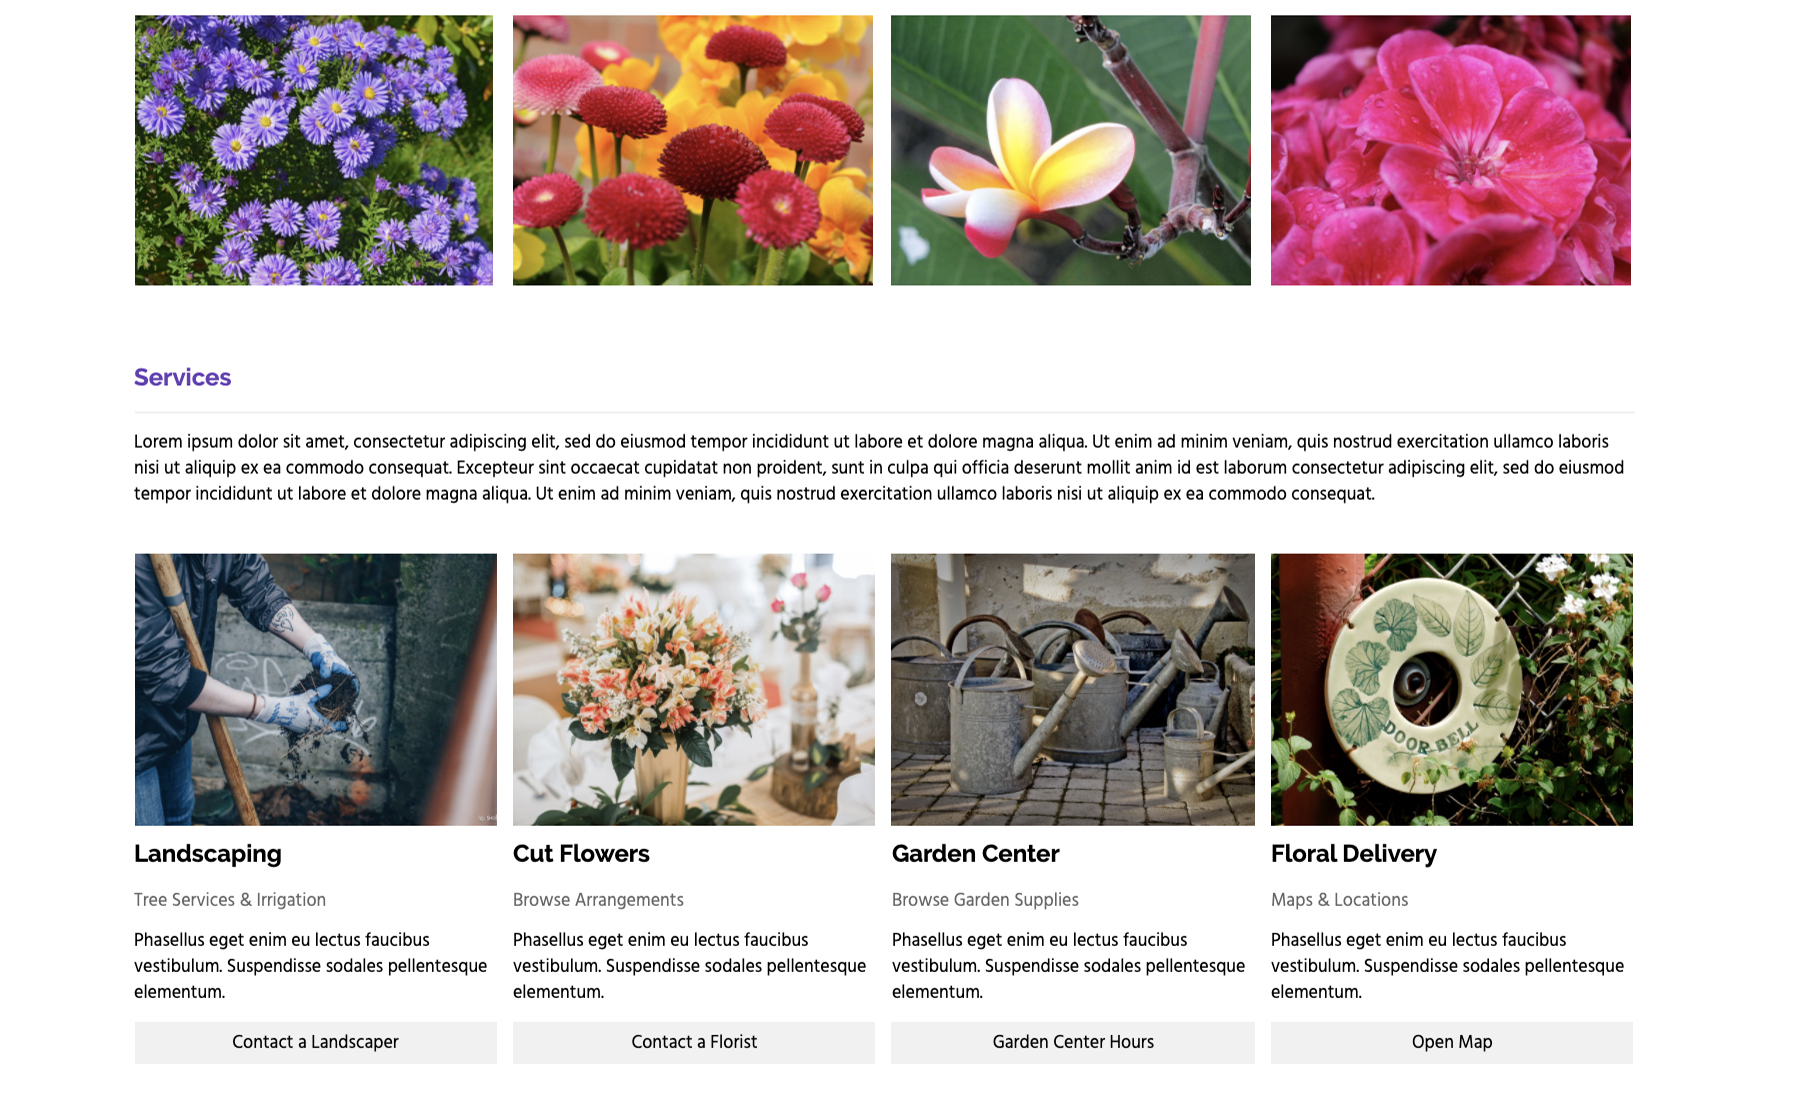 Services
Lorem ipsum dolor sit amet, consectetur adipiscing elit, sed do eiusmod tempor incididunt ut labore et dolore magna aliqua. Ut enim ad minim veniam, quis nostrud exercitation ullamco laboris
nisi ut aliquip ex ea commodo consequat. Excepteur sint occaecat cupidatat non proident, sunt in culpa qui officia deserunt mollit anim id est laborum consectetur adipiscing elit, sed do eiusmod
tempor incididunt ut labore et dolore magna aliqua. Ut enim ad minim veniam, quis nostrud exercitation ullamco laboris nisi ut aliquip ex ea commodo consequat.
DOOR BELL
Landscaping
Tree Services & Irrigation
Phasellus eget enim eu lectus faucibus
vestibulum. Suspendisse sodales pellentesque
elementum.
Contact a Landscaper
Cut Flowers
Browse Arrangements
Phasellus eget enim eu lectus faucibus
vestibulum. Suspendisse sodales pellentesque
elementum.
Contact a Florist
Garden Center
Browse Garden Supplies
Phasellus eget enim eu lectus faucibus
vestibulum. Suspendisse sodales pellentesque
elementum.
Garden Center Hours
Floral Delivery
Maps & Locations
Phasellus eget enim eu lectus faucibus
vestibulum. Suspendisse sodales pellentesque
elementum.
Open Map